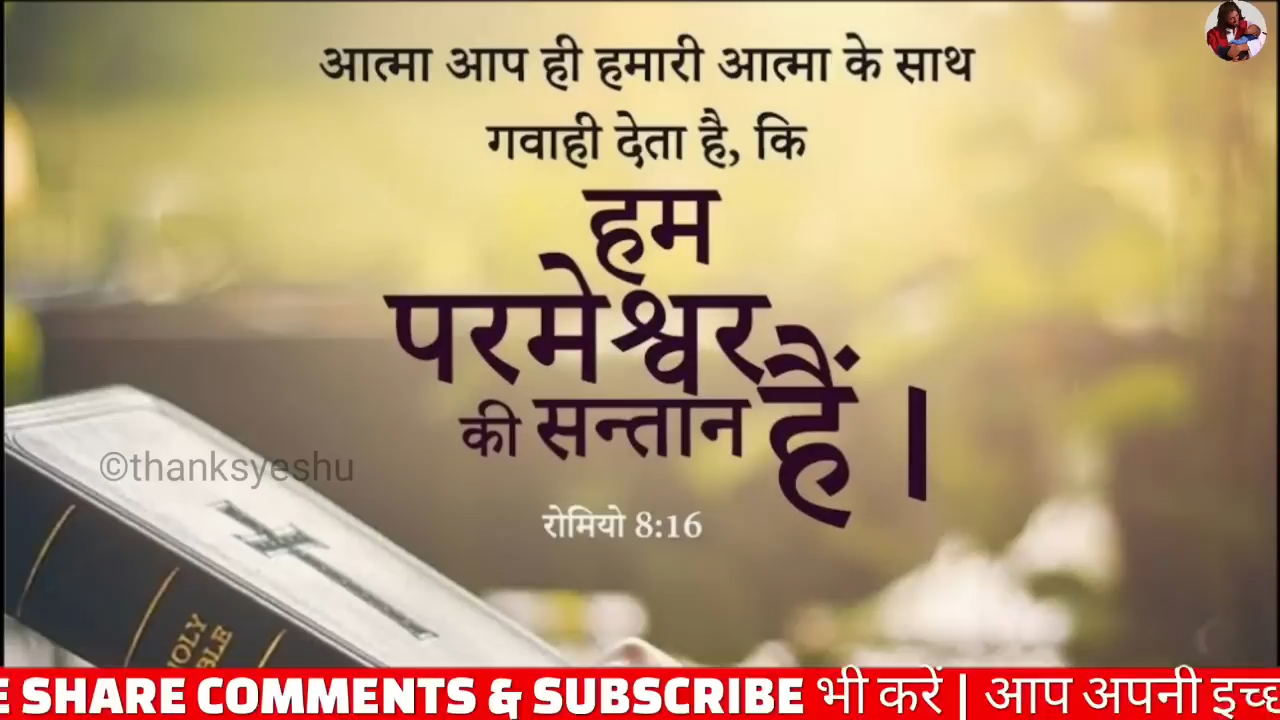 आत्मा आप ही हमारी आत्मा के साथ
गवाही देता है, कि
हम
परमेश्वर
की सन्तान हैं।
©thanksyeshu
रोमियो 8:16
HOLY
BIBLE
E SHARE COMMENTS & SUBSCRIBE भी करें | आप अपनी